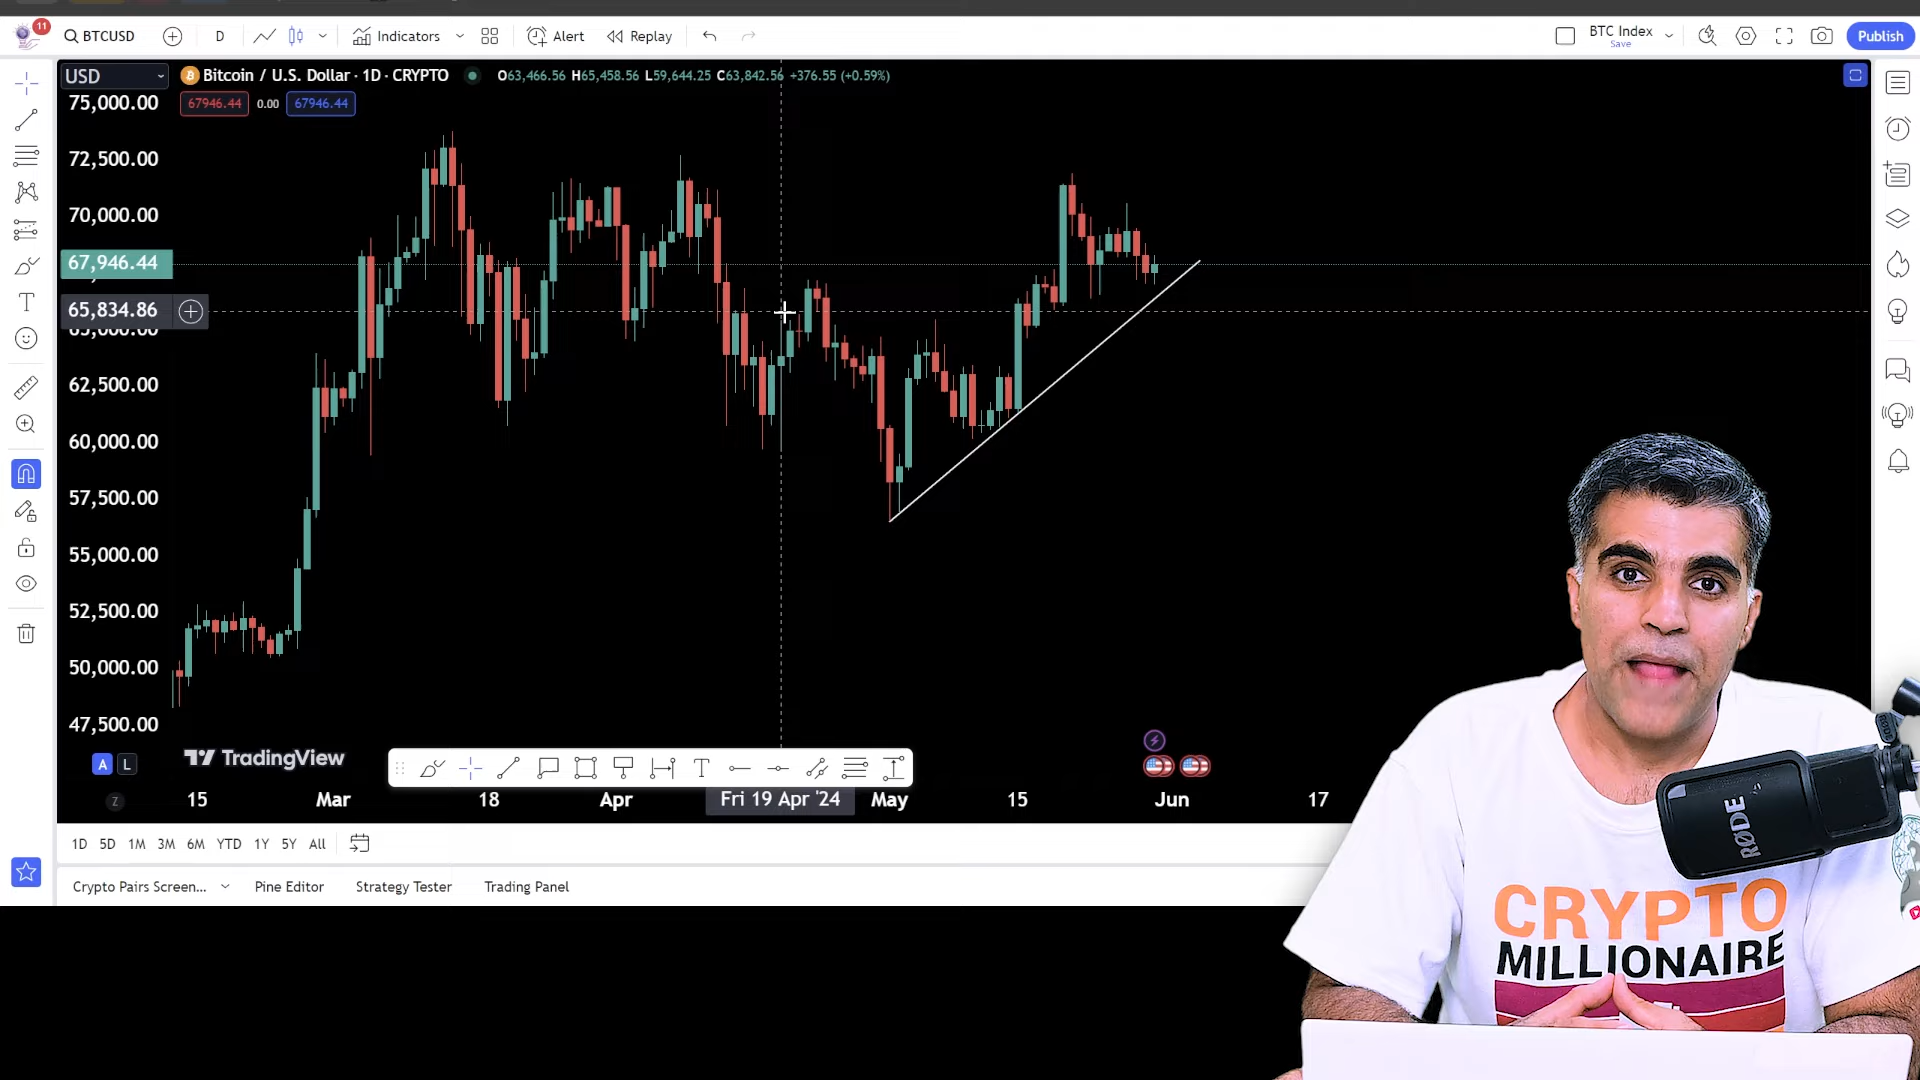 11
BTCUSD
D
Indicators
Alert
Replay
BTC Index
Save
Publish
USD
Bitcoin / U.S. Dollar · 1D · CRYPTO
O63,466.56 H65,458.56 L59,644.25 C63,842.56 +376.55 (+0.59%)
67946.44 0.00 67946.44
75,000.00
72,500.00
70,000.00
67,946.44
65,834.86
65,000.00
62,500.00
60,000.00
57,500.00
55,000.00
52,500.00
50,000.00
47,500.00
A L
TradingView
T
Z
15 Mar 18 Apr Fri 19 Apr '24 May 15 Jun 17
1D 5D 1M 3M 6M YTD 1Y 5Y All
Crypto Pairs Screen... Pine Editor Strategy Tester Trading Panel
RØDE
CRYPTO
MILLIONAIRE